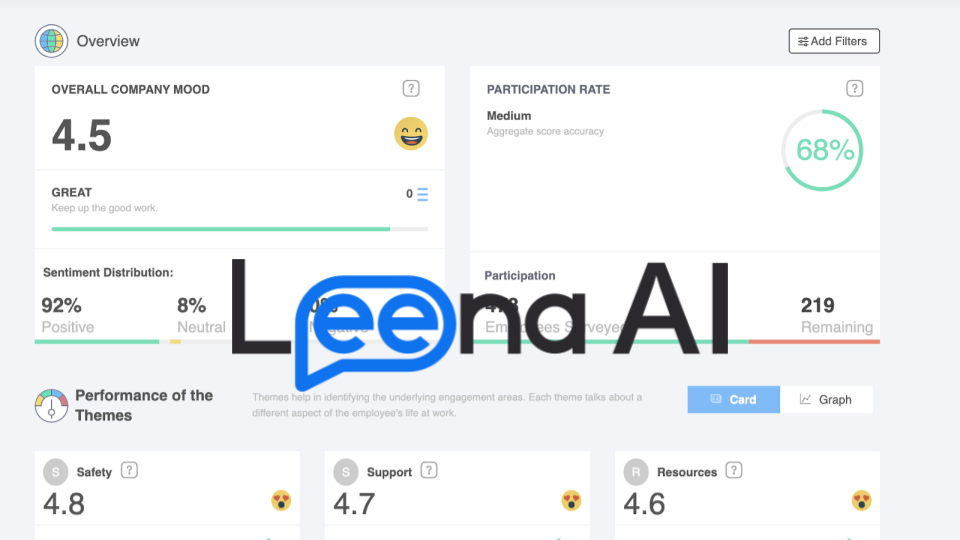 Overview
Add Filters
OVERALL COMPANY MOOD
?
4.5
GREAT
0
Keep up the good work.
Sentiment Distribution:
92%
8%
Positive
Neutral
PARTICIPATION RATE
?
Medium
Aggregate score accuracy
68%
Participation
219
Employees Surveyed
Remaining
Leena AI
Performance of the
Themes
Themes help in identifying the underlying engagement areas. Each theme talks about a
different aspect of the employee's life at work.
Card
Graph
S
Safety
?
4.8
S
Support
?
4.7
R
Resources
?
4.6